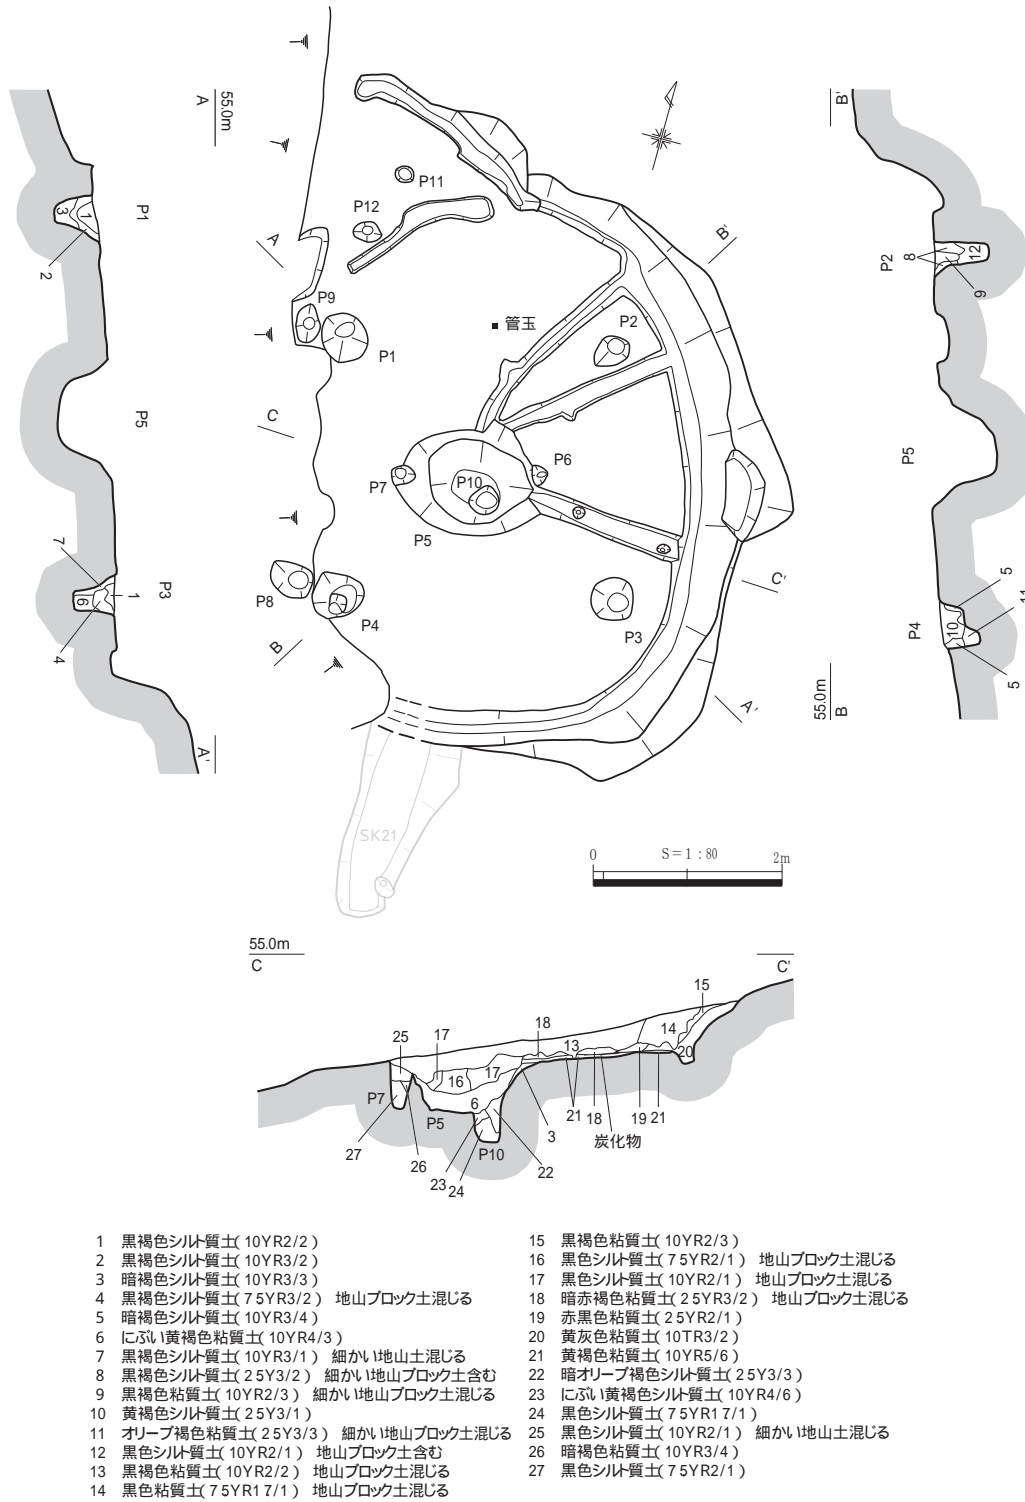 55.0m
A
P1
3
1
2
P5
P3
7
6
1
4
A'
P11
P12
A
P9
P1
管玉
P2
B'
C
P7
P10
P6
P5
P8
P4
B
P3
C'
A'
SK21
B'
P2
8
12
9
P5
5
11
P4
10
5
55.0m
B
0 S=1:80 2m
55.0m
C
C'
15
18
14
25
17
13
16
17
20
P7
P5
6
21
18
19
21
3
炭化物
27
26
P10
22
23
24
1 黒褐色シルト質土(10YR2/2)
2 黒褐色シルト質土(10YR3/2)
3 暗褐色シルト質土(10YR3/3)
4 黒褐色シルト質土(75YR3/2) 地山ブロック土混じる
5 暗褐色シルト質土(10YR3/4)
6 にぶい黄褐色粘質土(10YR4/3)
7 黒褐色シルト質土(10YR3/1) 細かい地山土混じる
8 黒褐色シルト質土(25Y3/2) 細かい地山ブロック土含む
9 黒褐色粘質土(10YR2/3) 細かい地山ブロック土混じる
10 黄褐色シルト質土(25Y3/1)
11 オリーブ褐色粘質土(25Y3/3) 細かい地山ブロック土混じる
12 黒色シルト質土(10YR2/1) 地山ブロック土含む
13 黒褐色粘質土(10YR2/2) 地山ブロック土混じる
14 黒色粘質土(75YR17/1) 地山ブロック土混じる
15 黒褐色粘質土(10YR2/3)
16 黒色シルト質土(75YR2/1) 地山ブロック土混じる
17 黒色シルト質土(10YR2/1) 地山ブロック土混じる
18 暗赤褐色粘質土(25YR3/2) 地山ブロック土混じる
19 赤黒色粘質土(25YR2/1)
20 黄灰色粘質土(10TR3/2)
21 黄褐色粘質土(10YR5/6)
22 暗オリーブ褐色シルト質土(25Y3/3)
23 にぶい黄褐色シルト質土(10YR4/6)
24 黒色シルト質土(75YR17/1)
25 黒色シルト質土(10YR2/1) 細かい地山土混じる
26 暗褐色粘質土(10YR3/4)
27 黒色シルト質土(75YR2/1)